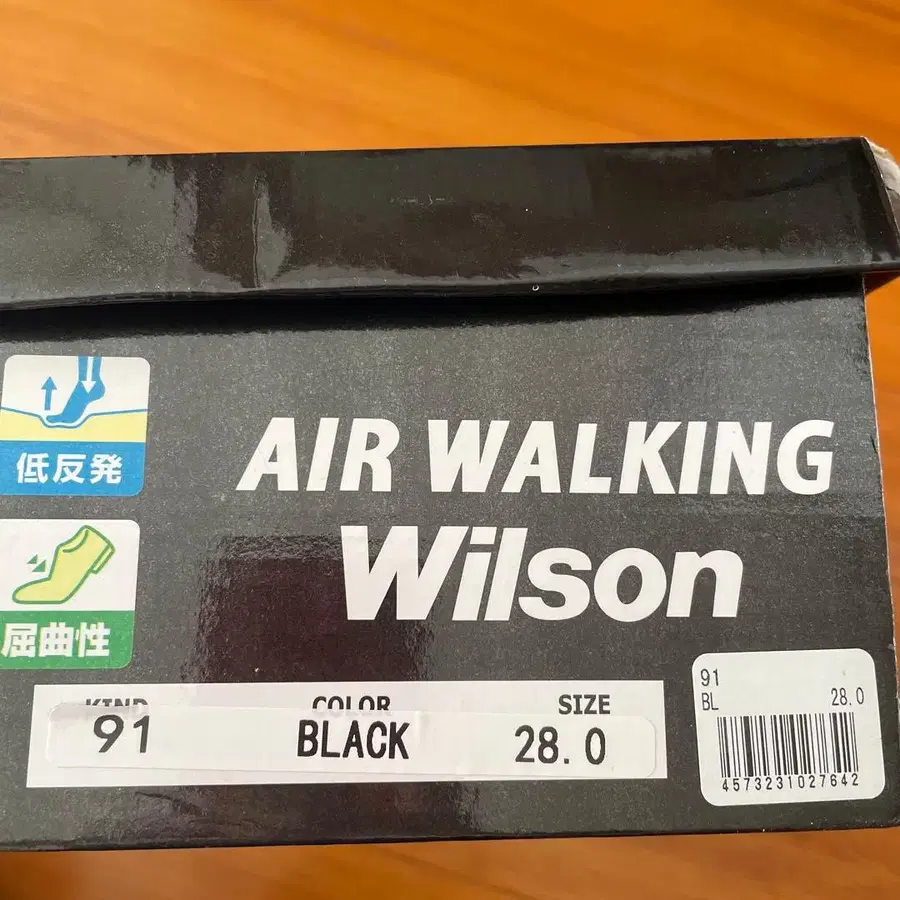 低反発
屈曲性
AIR WALKING
Wilson
KIND COLOR SIZE
91 BLACK 28.0
91
BL 28.0
4573231027642